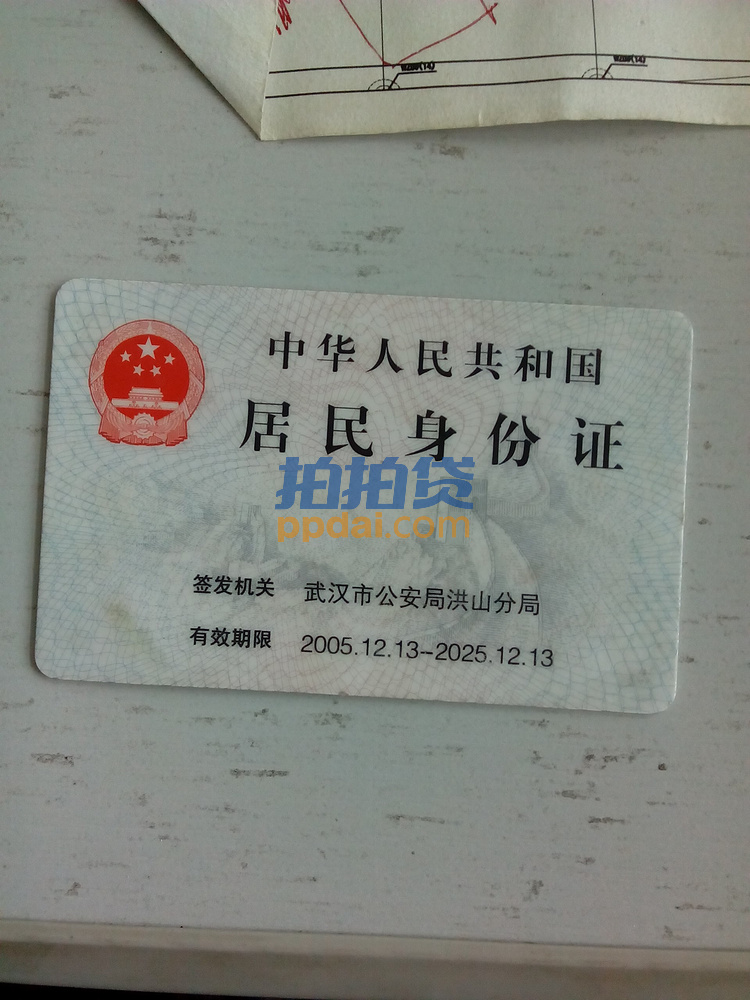 中华人民共和国
居民身份证
拍拍贷
ppdai.com
签发机关 武汉市公安局洪山分局
有效期限 2005.12.13-2025.12.13